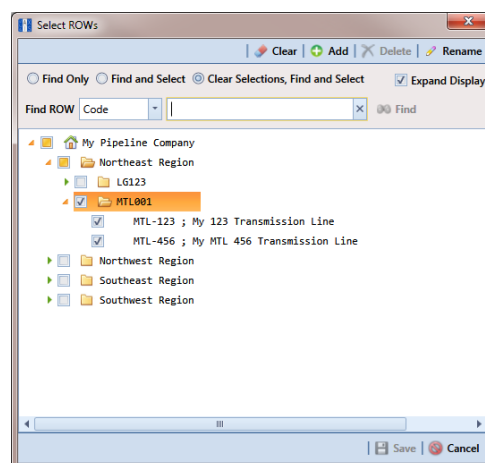 Select ROWs
Clear Add Delete Rename
Find Only Find and Select Clear Selections, Find and Select Expand Display
Find ROW Code Find
My Pipeline Company
Northeast Region
LG123
MTL001
MTL-123 ; My 123 Transmission Line
MTL-456 ; My MTL 456 Transmission Line
Northwest Region
Southeast Region
Southwest Region
Save Cancel